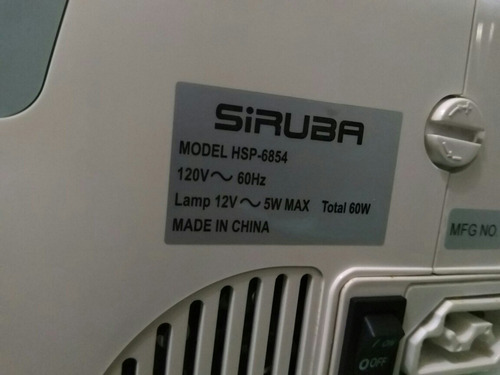 SiRUBA
MODEL HSP-6854
120V～ 60Hz
Lamp 12V～ 5W MAX Total 60W
MADE IN CHINA
MFG NO
OFF